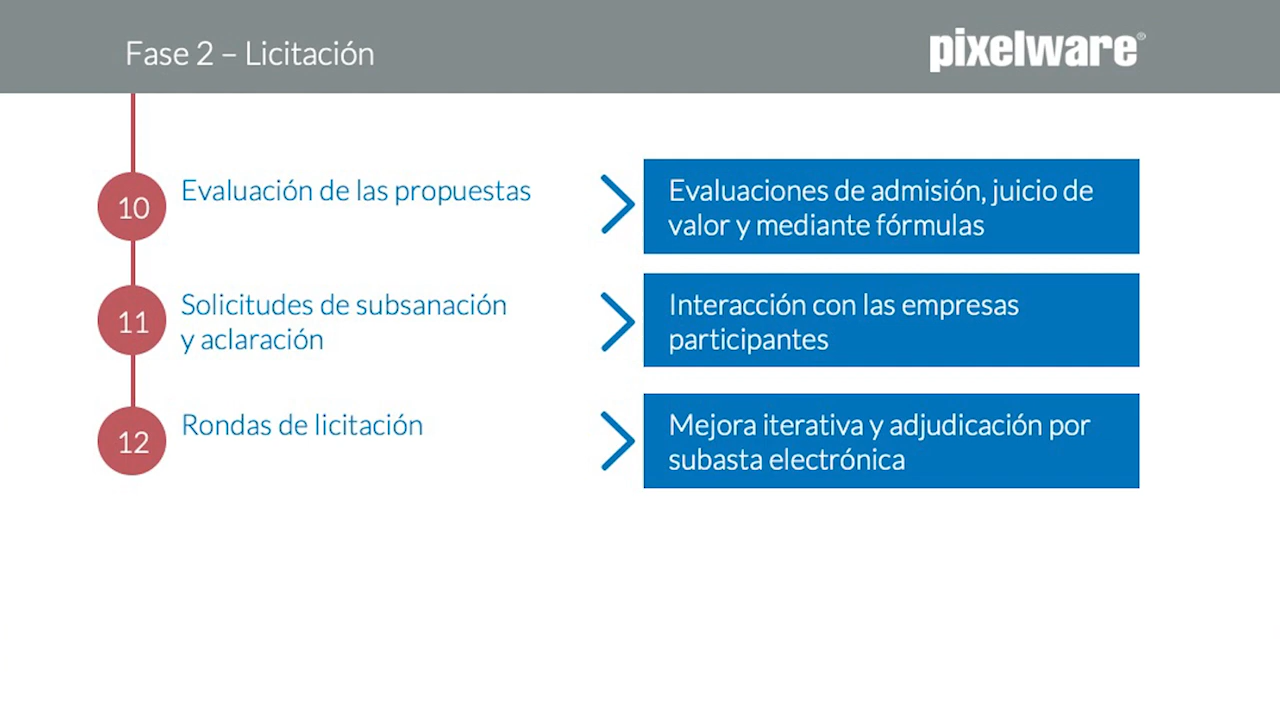 Fase 2 – Licitación
pixelware®
10
Evaluación de las propuestas
Evaluaciones de admisión, juicio de
valor y mediante fórmulas
11
Solicitudes de subsanación
y aclaración
Interacción con las empresas
participantes
12
Rondas de licitación
Mejora iterativa y adjudicación por
subasta electrónica